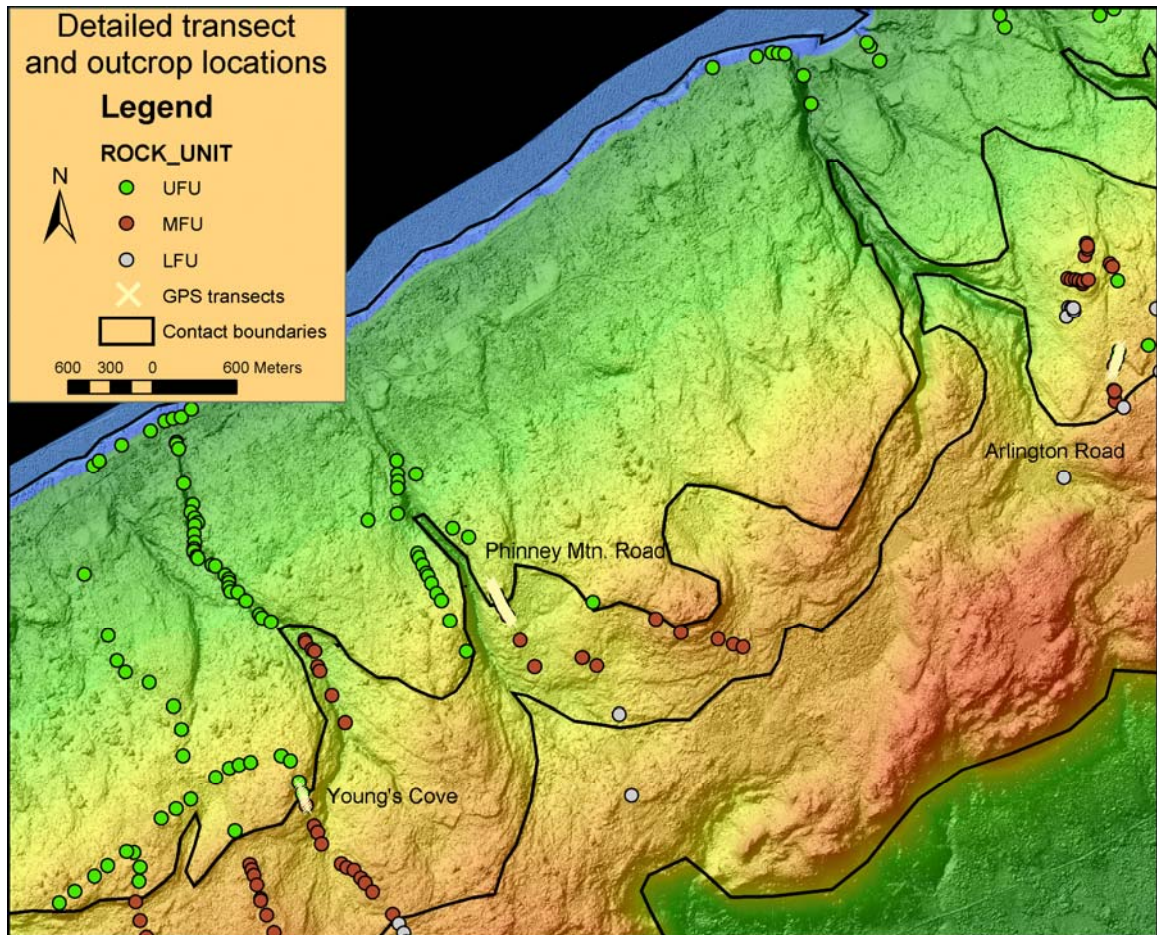 Detailed transect
and outcrop locations
Legend
ROCK_UNIT
N
UFU
MFU
LFU
GPS transects
Contact boundaries
600 300 0 600 Meters
Arlington Road
Phinney Mtn. Road
Young's Cove